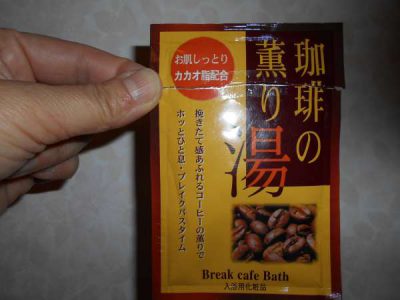 珈琲の
薫り湯
お肌しっとり
カカオ脂配合で
挽きたて感あふれるコーヒーの薫りで
ホッとひと息・ブレイクバスタイム
Break cafe Bath
入浴用化粧品